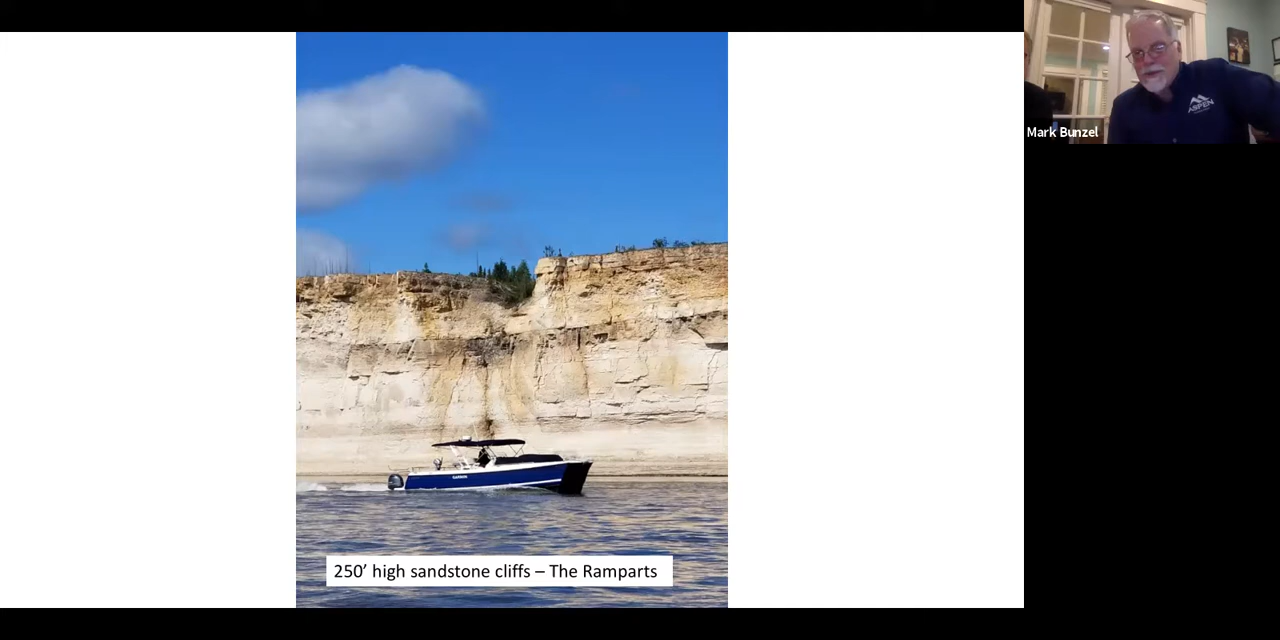 Mark Bunzel
ASPEN
250’ high sandstone cliffs – The Ramparts